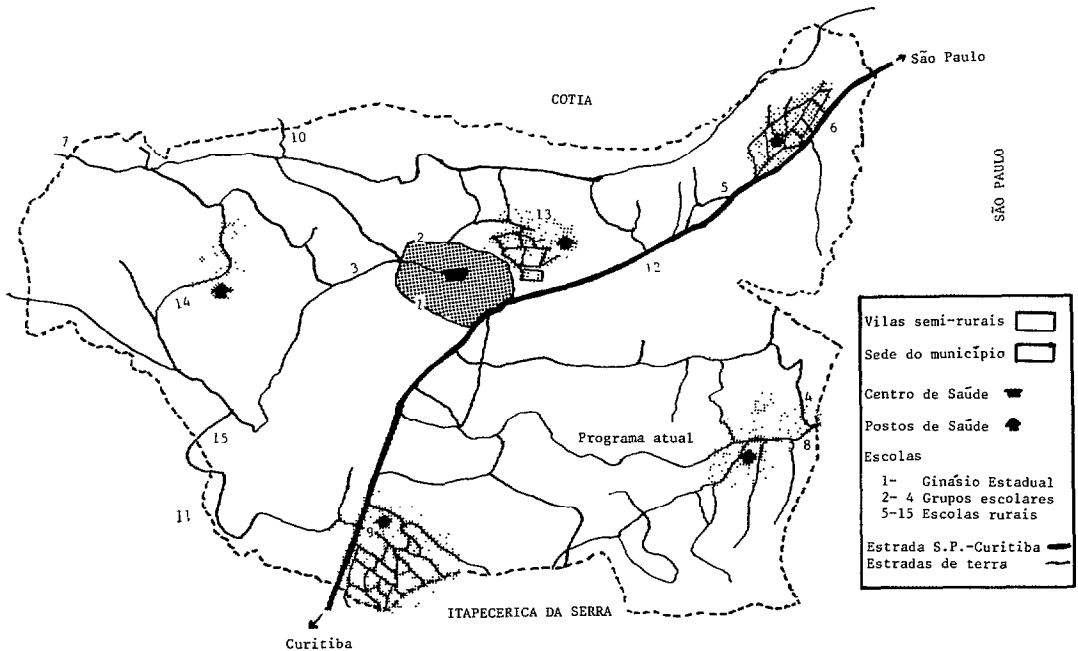 São Paulo
COTIA
6
7
10
SÃO PAULO
5
13
2
12
3
14
1
Vilas semi-rurais
Sede do município
Centro de Saúde
Postos de Saúde
Escolas
1- Ginásio Estadual
2- 4 Grupos escolares
5-15 Escolas rurais
Estrada S.P.-Curitiba
Estradas de terra
4
15
Programa atual
8
11
9
ITAPECERICA DA SERRA
Curitiba